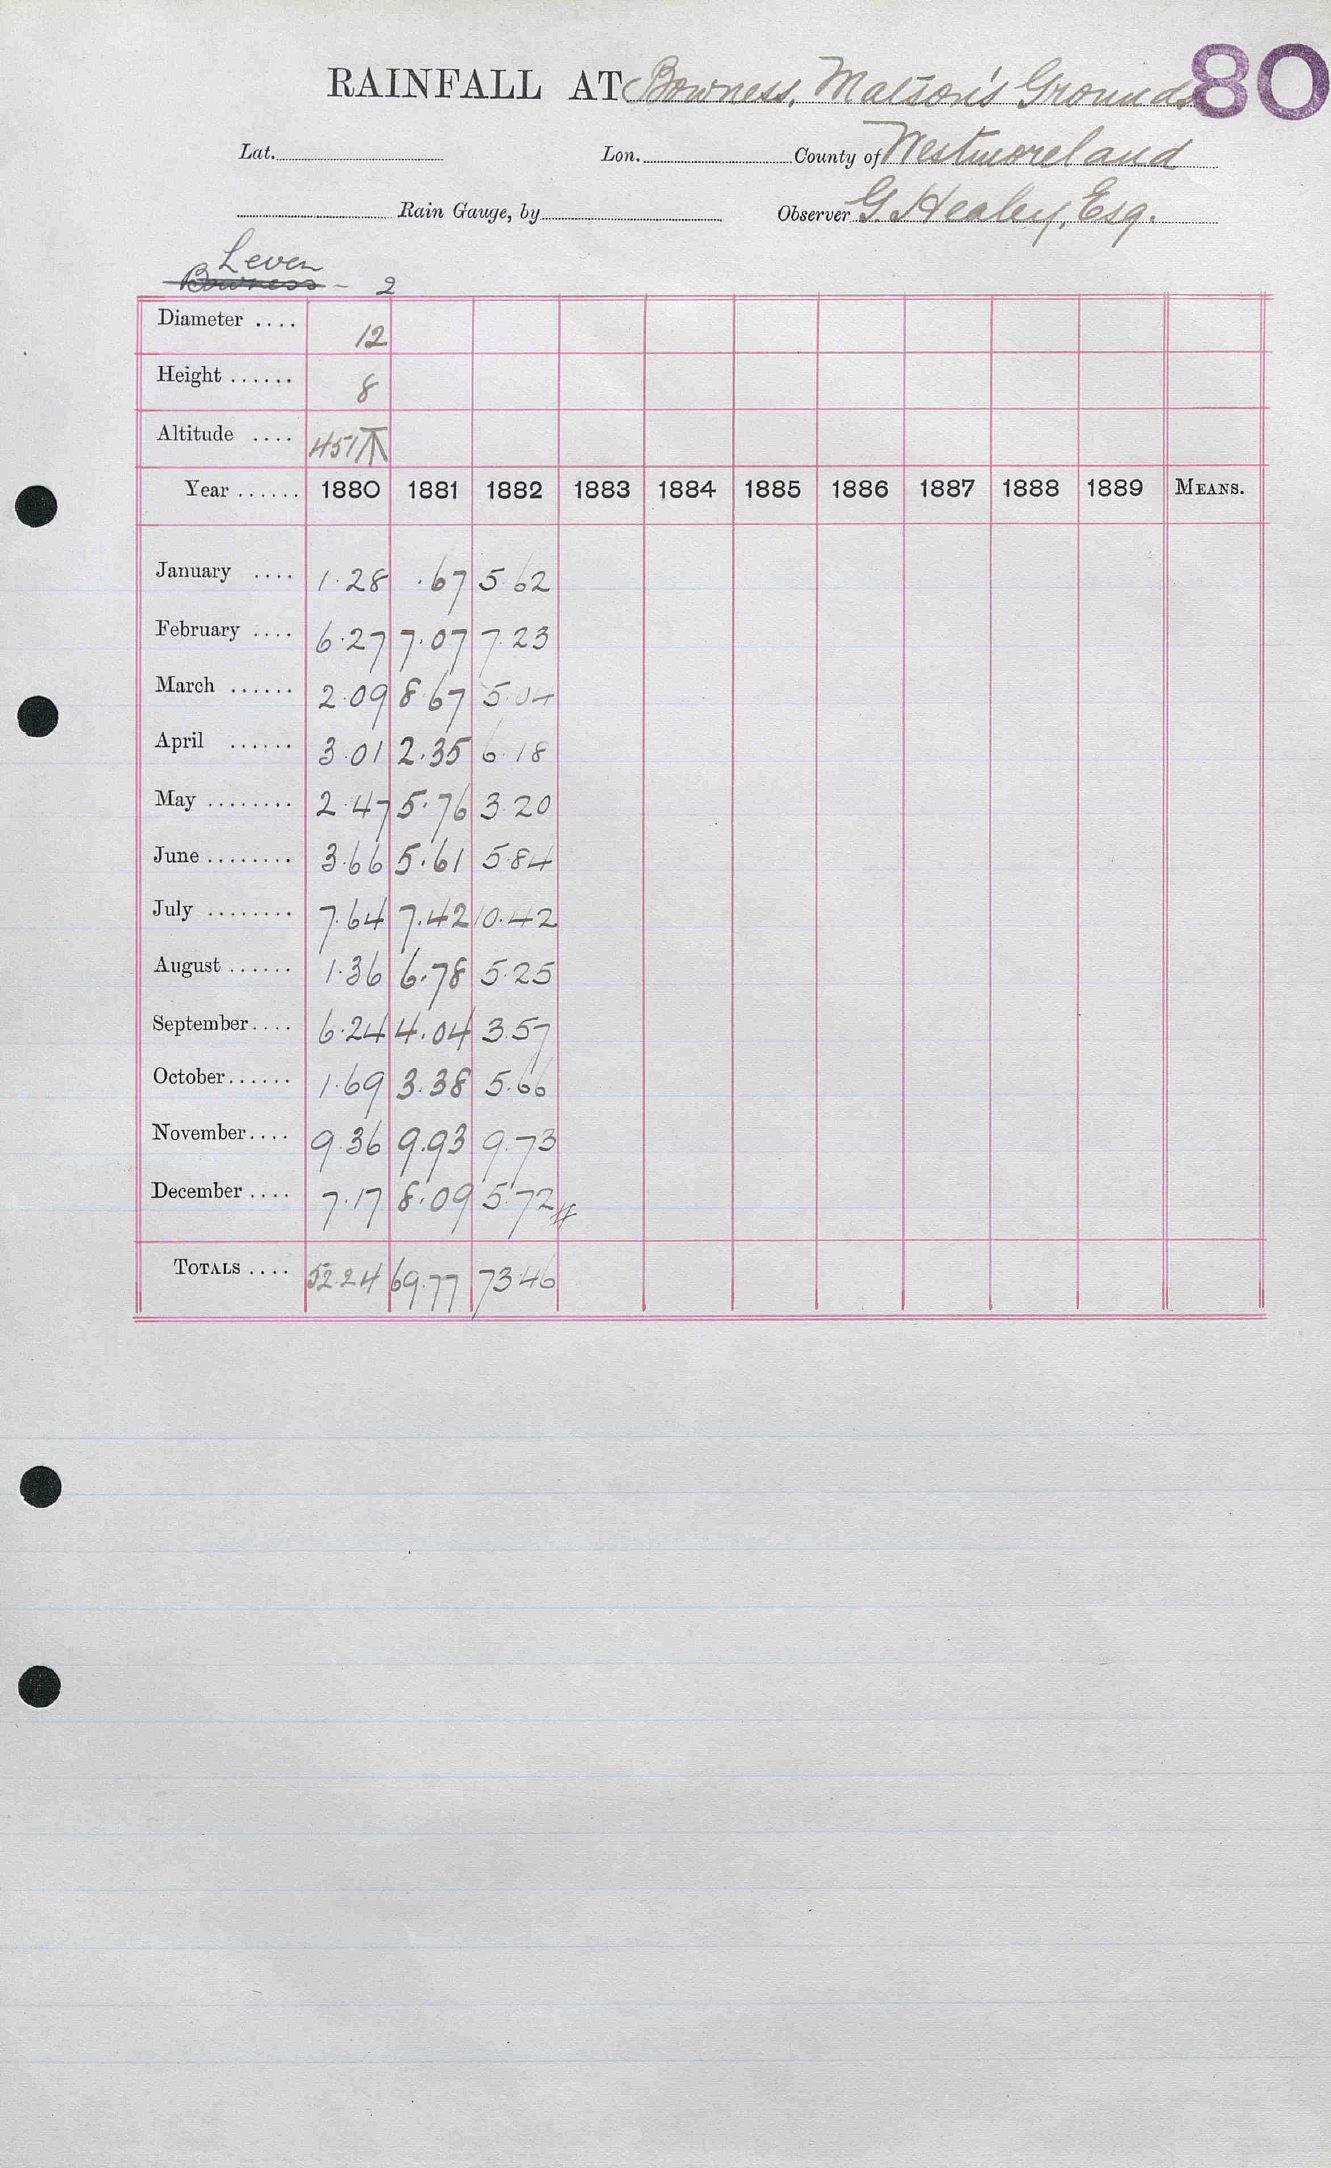 RAINFALL AT Bowness, Matson's Grounds 80
Lat. Lon. County of Westmoreland
Rain Gauge, by Observer G. Healey, Esq.
Leven
Bowness - 2
Diameter .... 12
Height ...... 8
Altitude .... 451
Year ...... 1880 1881 1882 1883 1884 1885 1886 1887 1888 1889 MEANS.
January .... 1.28 .67 5.62
February .... 6.27 7.07 7.23
March ...... 2.09 8.67 5.04
April ...... 3.01 2.35 6.18
May ........ 2.47 5.76 3.20
June ........ 3.66 5.61 5.84
July ........ 7.64 7.42 10.42
August ...... 1.36 6.78 5.25
September.... 6.24 4.04 3.57
October...... 1.69 3.38 5.66
November.... 9.36 9.93 9.73
December .... 7.17 8.09 5.72
TOTALS .... 52.24 69.77 73.46